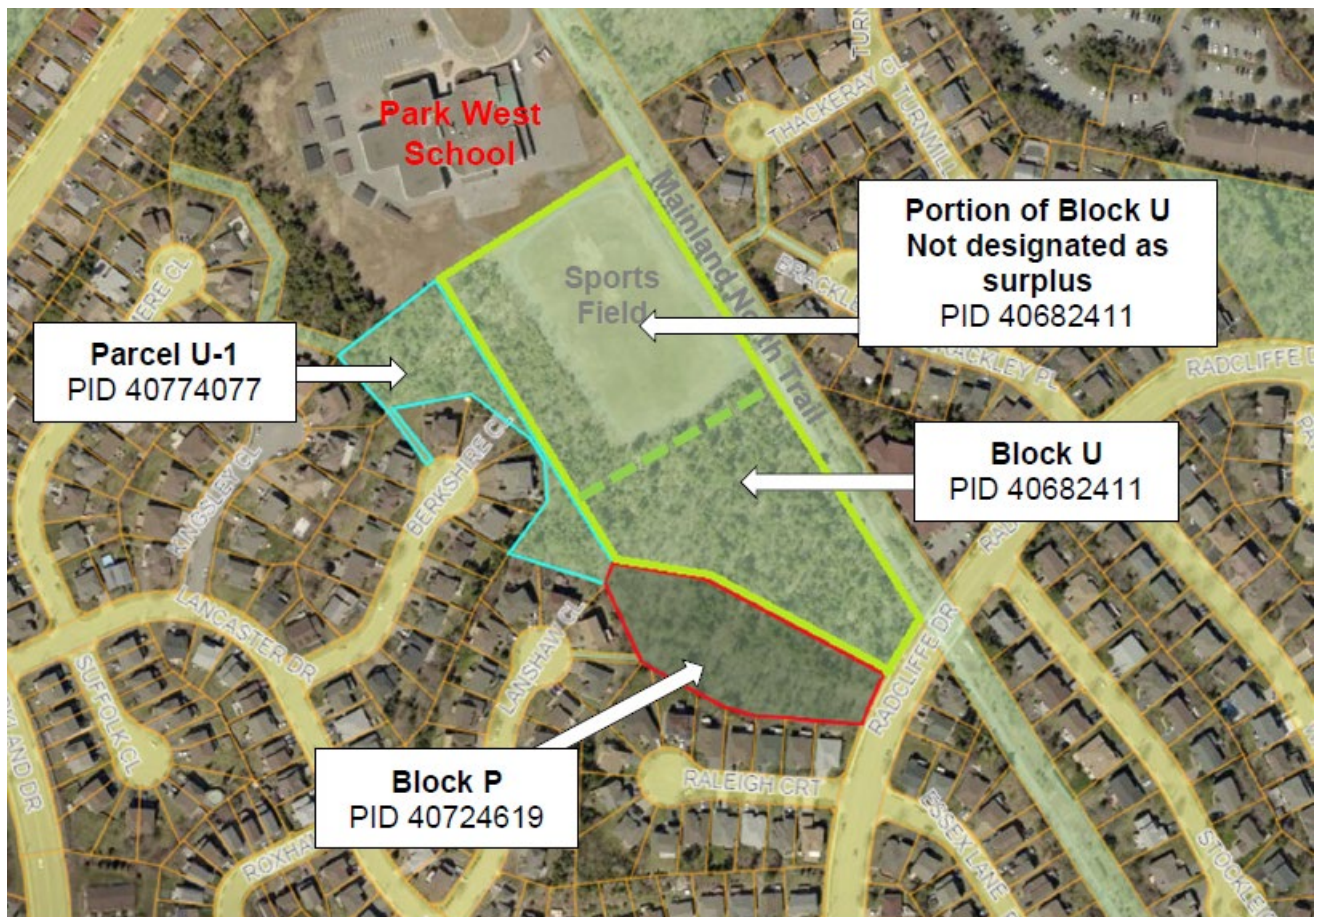 Park West
School
THACKERAY CL
TURNMILL
Mainland North Trail
Portion of Block U
Not designated as
surplus
PID 40682411
Sports
Field
BRACKLEY PL
RADCLIFFE D
Parcel U-1
PID 40774077
Block U
PID 40682411
KINGSLEY CL
BERKSHIRE CL
LANCASTER DR
SUFFOLK CL
LANSHAW CL
RADCLIFFE DR
Block P
PID 40724619
RALEIGH CRT
ESSEX LANE